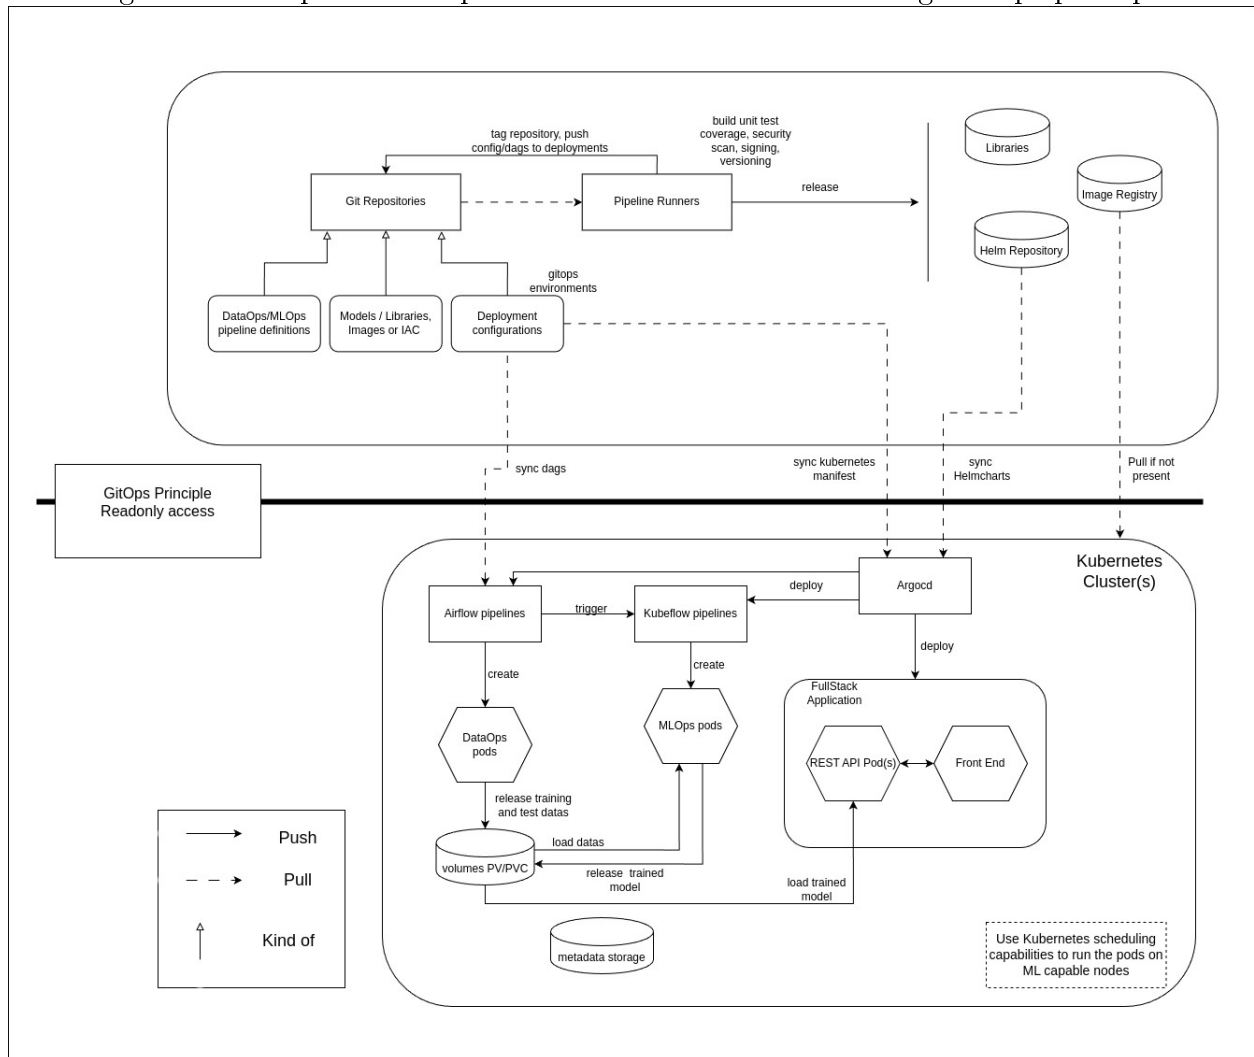 build unit test
coverage, security
scan, signing,
versioning
tag repository, push
config/dags to deployments
Libraries
Git Repositories
Pipeline Runners
release
Image Registry
Helm Repository
gitops
environments
DataOps/MLOps
pipeline definitions
Models / Libraries,
Images or IAC
Deployment
configurations
sync dags
sync kubernetes
manifest
sync
Helmcharts
Pull if not
present
GitOps Principle
Readonly access
Kubernetes
Cluster(s)
Airflow pipelines
trigger
Kubeflow pipelines
deploy
Argocd
create
create
deploy
FullStack
Application
DataOps
pods
MLOps pods
REST API Pod(s)
Front End
release training
and test datas
volumes PV/PVC
load datas
release trained
model
load trained
model
metadata storage
Use Kubernetes scheduling
capabilities to run the pods on
ML capable nodes
Push
Pull
Kind of